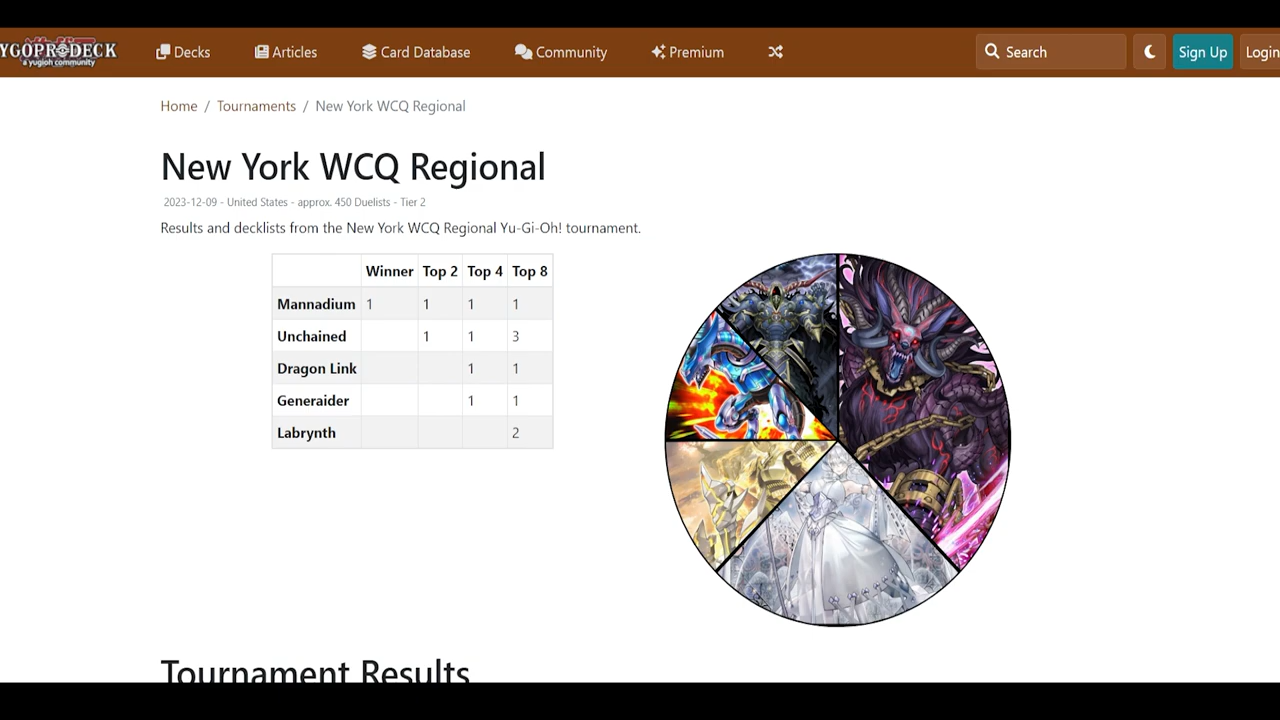 YGOPRODECK
a yugioh community
Decks
Articles
Card Database
Community
Premium
Search
Sign Up
Login
Home / Tournaments / New York WCQ Regional
New York WCQ Regional
2023-12-09 - United States - approx. 450 Duelists - Tier 2
Results and decklists from the New York WCQ Regional Yu-Gi-Oh! tournament.
Winner Top 2 Top 4 Top 8
Mannadium 1 1 1 1
Unchained 1 1 3
Dragon Link 1 1
Generaider 1 1
Labrynth 2
Tournament Results